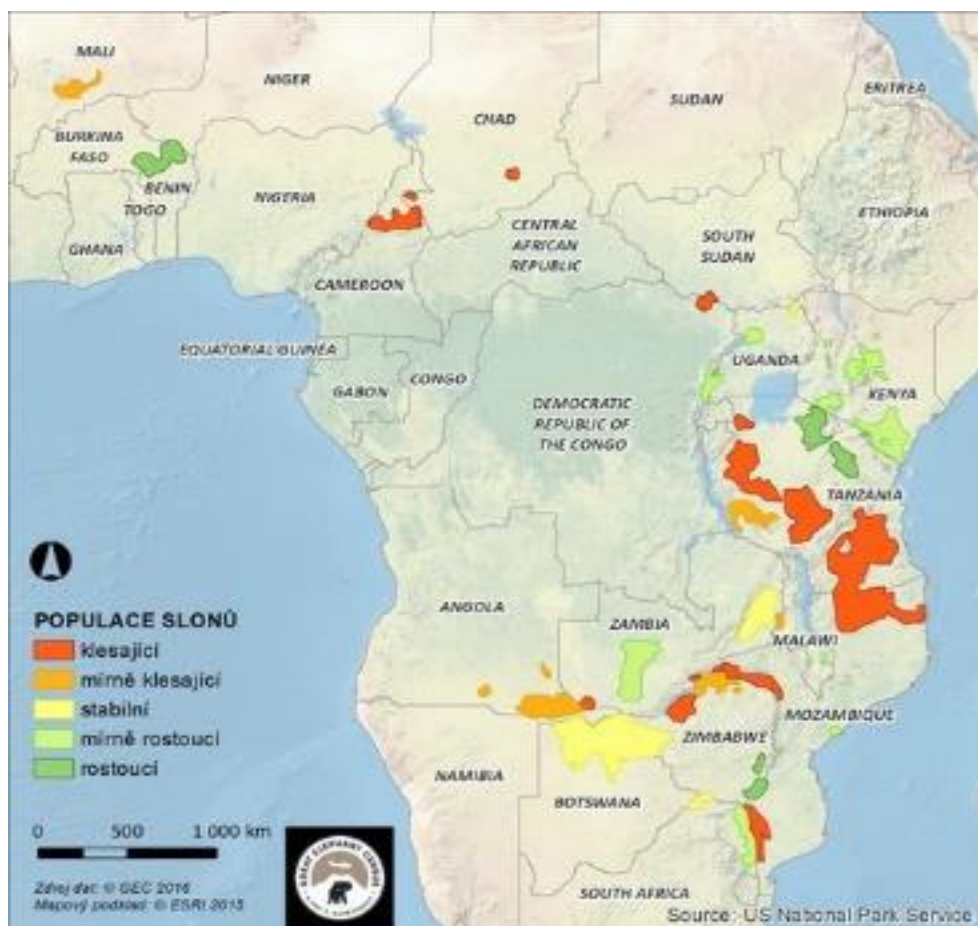 MALI
NIGER
CHAD
SUDAN
ERITREA
BURKINA
FASO
BENIN
TOGO
GHANA
NIGERIA
ETHIOPIA
CENTRAL
AFRICAN
REPUBLIC
SOUTH
SUDAN
CAMEROON
EQUATORIAL GUINEA
GABON
CONGO
UGANDA
KENYA
DEMOCRATIC
REPUBLIC OF
THE CONGO
TANZANIA
ANGOLA
ZAMBIA
MALAWI
MOZAMBIQUE
ZIMBABWE
NAMIBIA
BOTSWANA
SOUTH AFRICA
POPULACE SLONŮ
klesající
mírně klesající
stabilní
mírně rostoucí
rostoucí
0 500 1 000 km
Zdroj dat: © GEC 2016
Mapový podklad: © ESRI 2015
GREAT ELEPHANT CENSUS
Source: US National Park Service